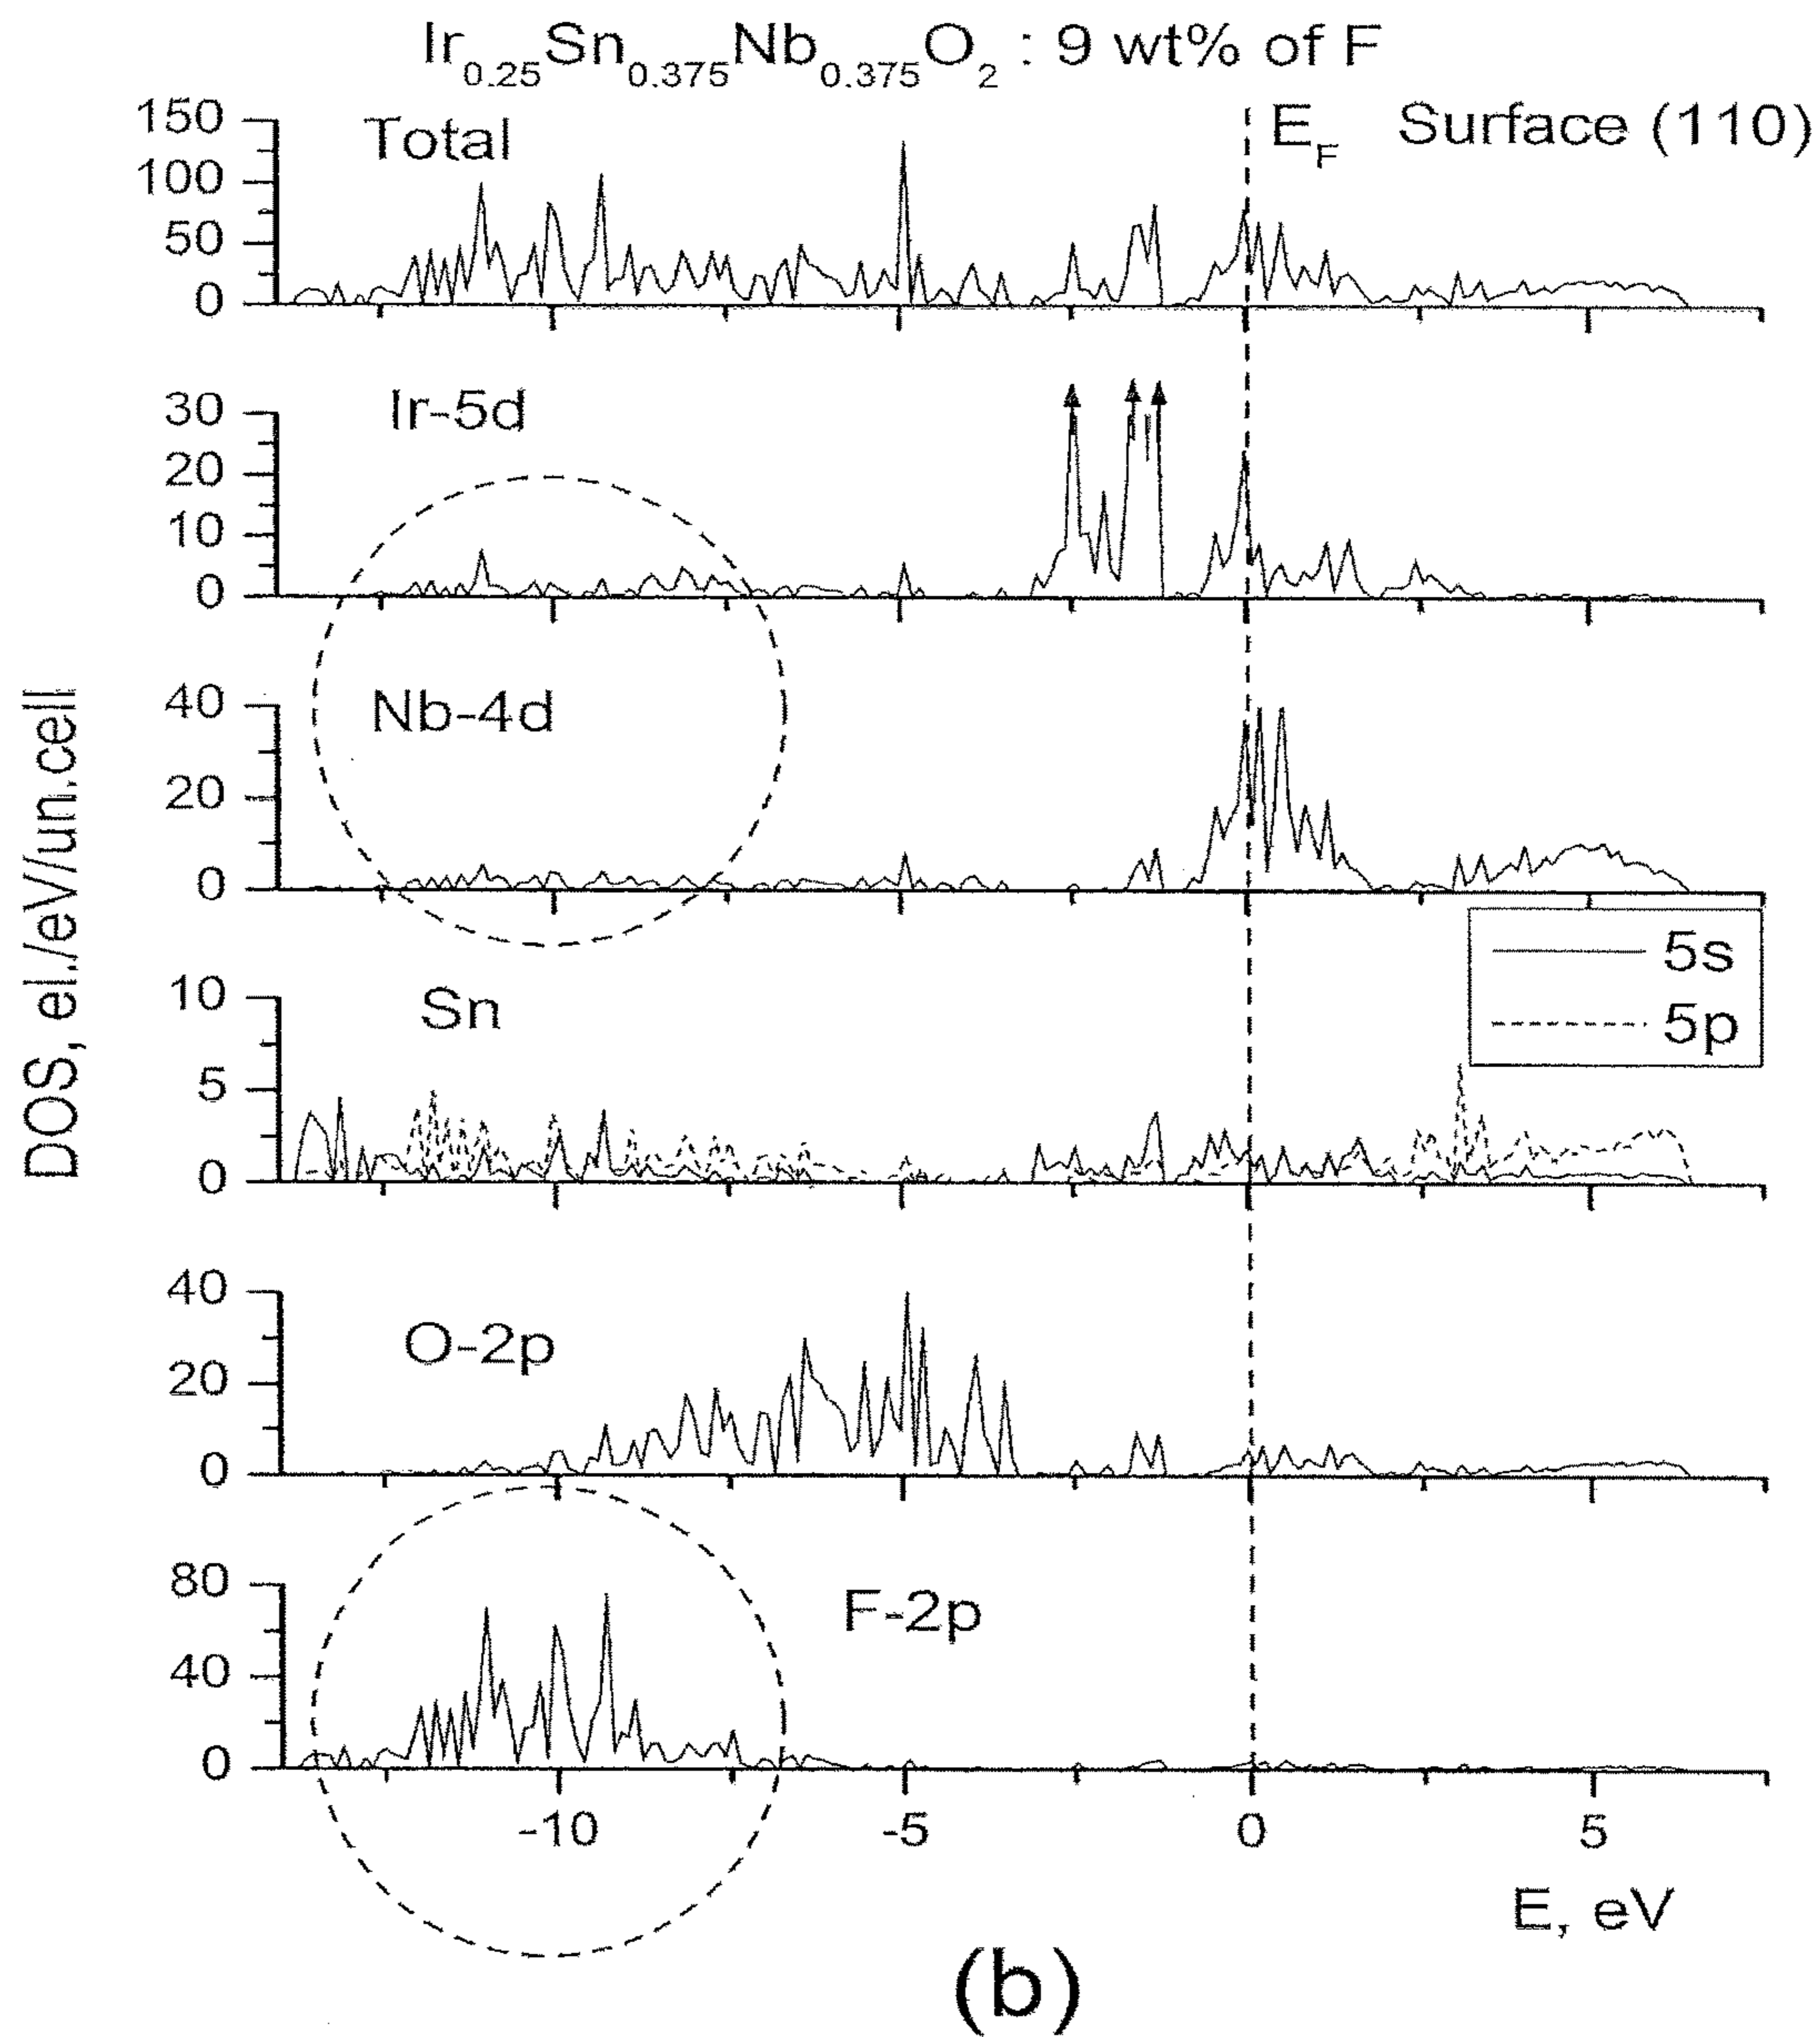 Ir0.25Sn0.375Nb0.375O2 : 9 wt% of F
150
Total
EF Surface (110)
100
50
0
30
Ir-5d
20
10
0
40
Nb-4d
20
0
5s
5p
10
Sn
5
0
40
O-2p
20
0
80
F-2p
40
0
-10 -5 0 5
E, eV
DOS, el./eV/un.cell
(b)